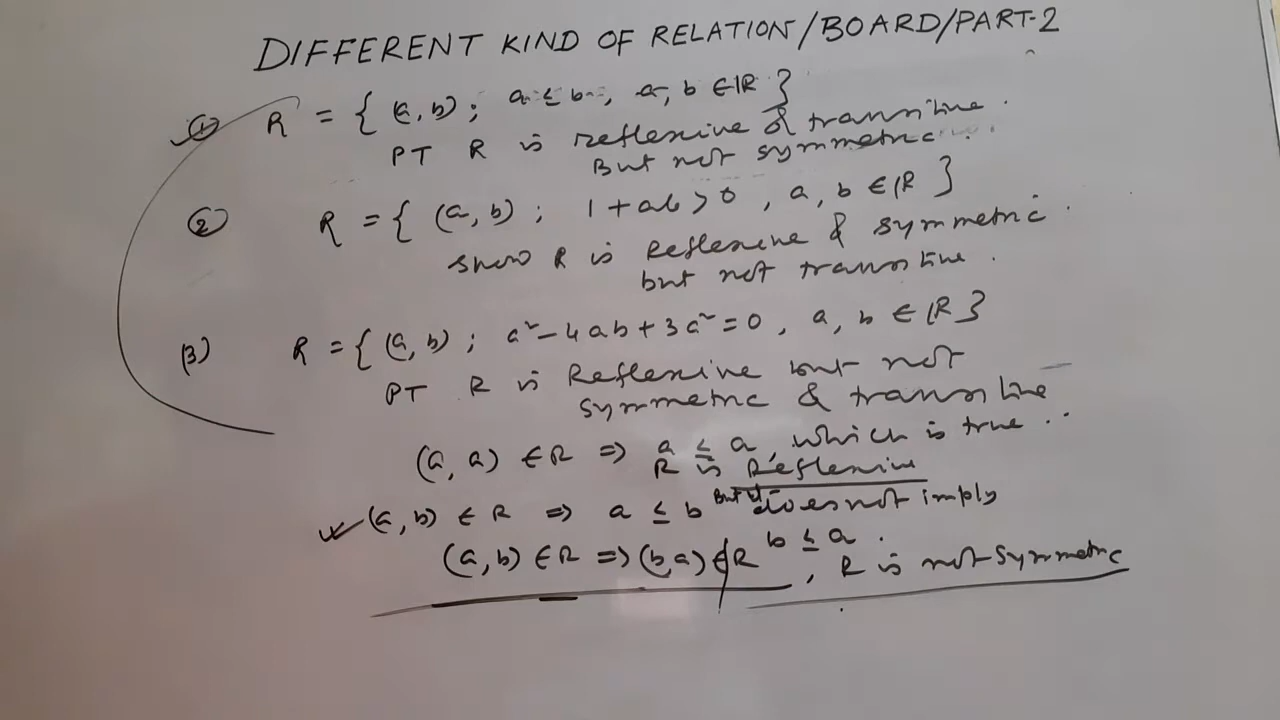 DIFFERENT KIND OF RELATION/BOARD/PART-2
(1) R = { (a, b) ; a ≤ b, a, b ∈ R }
PT R is reflexive & transitive.
But not symmetric.
(2) R = { (a, b) ; 1 + ab > 0, a, b ∈ R }
show R is Reflexive & symmetric.
but not transitive.
(3) R = { (a, b) ; a² - 4ab + 3a² = 0, a, b ∈ R }
PT R is Reflexive but not
symmetric & transitive
(a, a) ∈ R ⇒ a ≤ a, which is true.
R is Reflexive
(a, b) ∈ R ⇒ a ≤ b But it does not imply
b ≤ a.
(a, b) ∈ R ⇒ (b, a) ∉ R, R is not symmetric